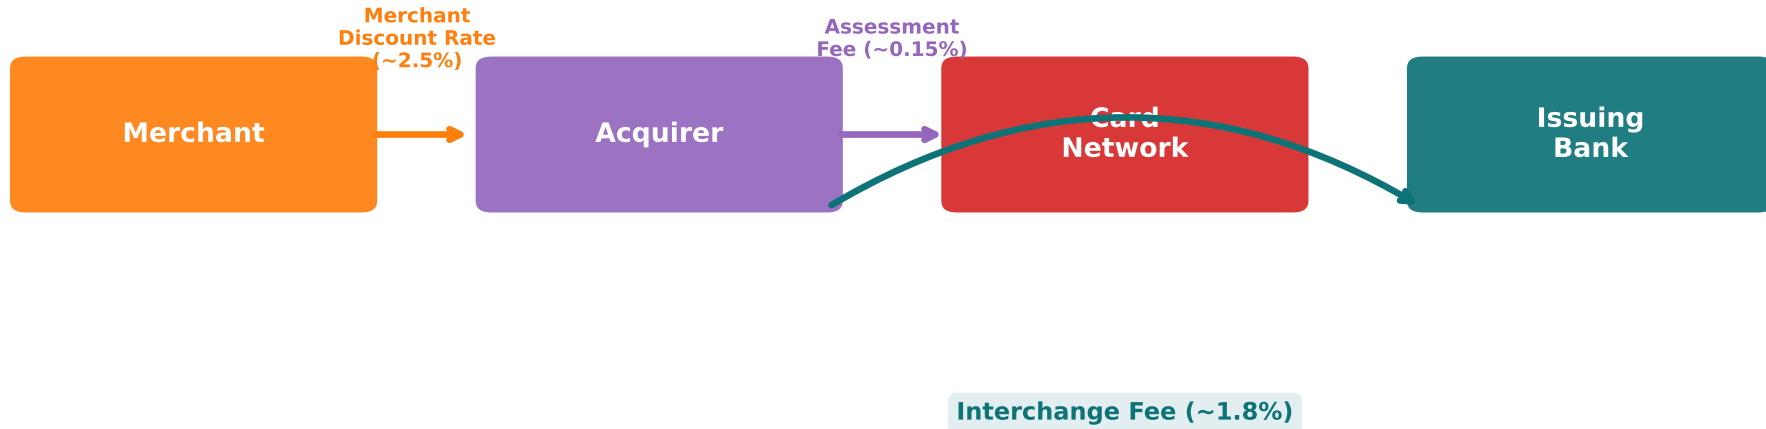 Merchant
Discount Rate
(~2.5%)
Assessment
Fee (~0.15%)
Merchant
Acquirer
Card
Network
Issuing
Bank
Interchange Fee (~1.8%)